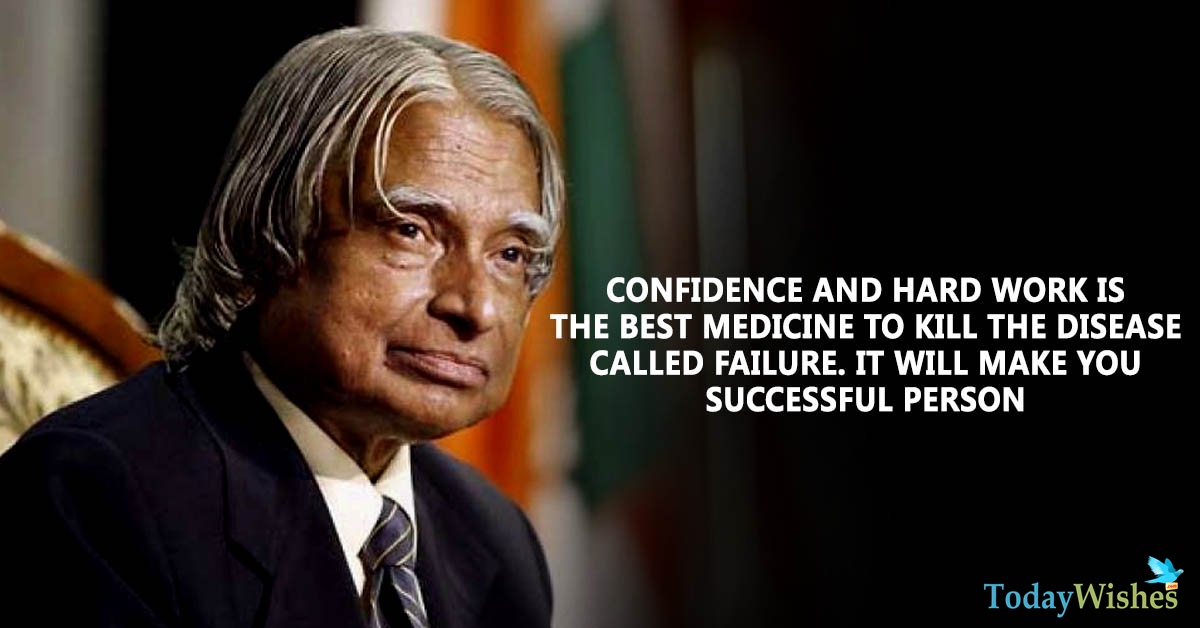 CONFIDENCE AND HARD WORK IS
THE BEST MEDICINE TO KILL THE DISEASE
CALLED FAILURE. IT WILL MAKE YOU
SUCCESSFUL PERSON
TodayWishes